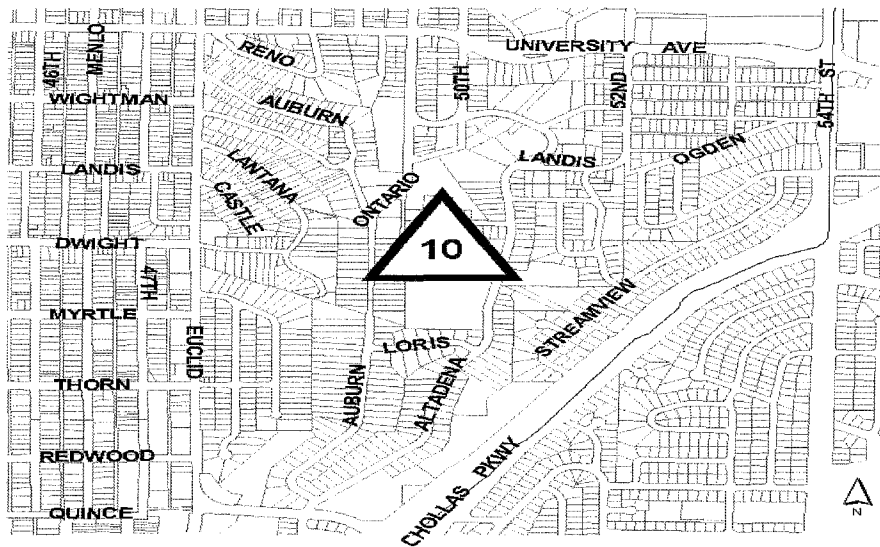 UNIVERSITY AVE
46TH
MENLO
RENO
50TH
52ND
54TH ST
WIGHTMAN
AUBURN
LANDIS
LANTANA
CASTLE
ONTARIO
LANDIS
OGDEN
DWIGHT
10
47TH
MYRTLE
EUCLID
LORIS
STREAMVIEW
THORN
AUBURN
ALTADENA
REDWOOD
CHOLLAS PKWY
QUINCE
N